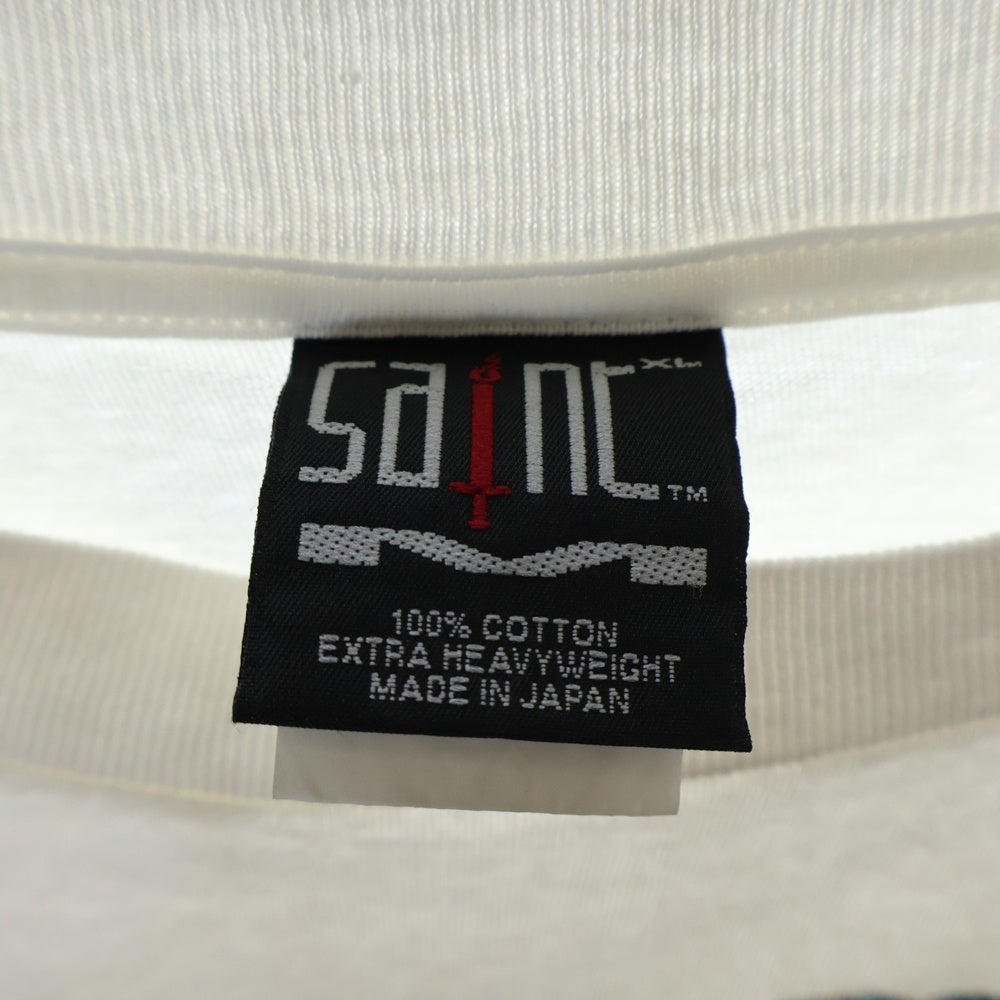 SAINT XL
TM
M
100% COTTON
EXTRA HEAVYWEIGHT
MADE IN JAPAN